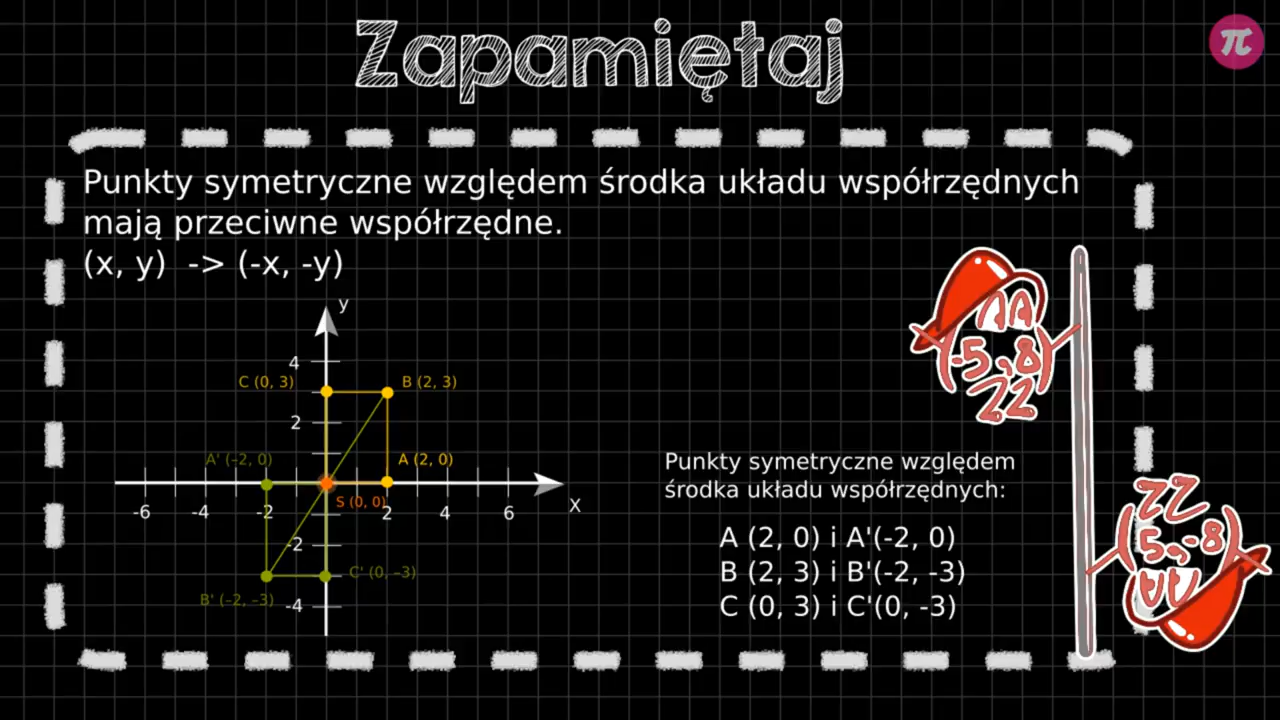 Zapamiętaj
π
Punkty symetryczne względem środka układu współrzędnych
mają przeciwne współrzędne.
(x, y) -> (-x, -y)
y
4
C (0, 3)
B (2, 3)
2
A' (–2, 0)
A (2, 0)
S (0, 0)
-6
-4
-2
2
4
6
X
-2
C' (0, –3)
B' (–2, –3)
-4
(-5,8)
Punkty symetryczne względem
środka układu współrzędnych:
A (2, 0) i A'(-2, 0)
B (2, 3) i B'(-2, -3)
C (0, 3) i C'(0, -3)
(5,-8)